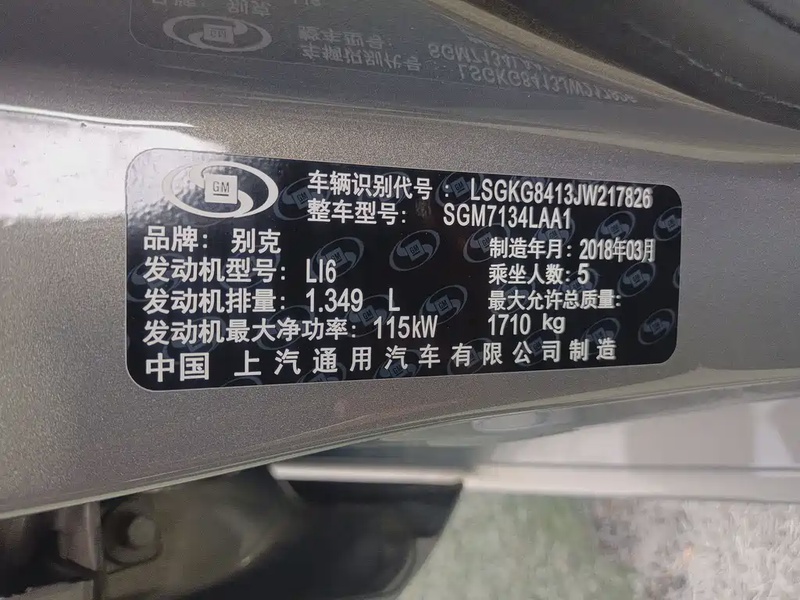 GM
车辆识别代号：LSGKG8413JW217826
整车型号：SGM7134LAA1
品牌：别克
制造年月：2018年03月
发动机型号：LI6
乘坐人数：5
发动机排量：1.349 L
最大允许总质量：
发动机最大净功率：115kW
1710 kg
中国 上汽通用汽车有限公司制造